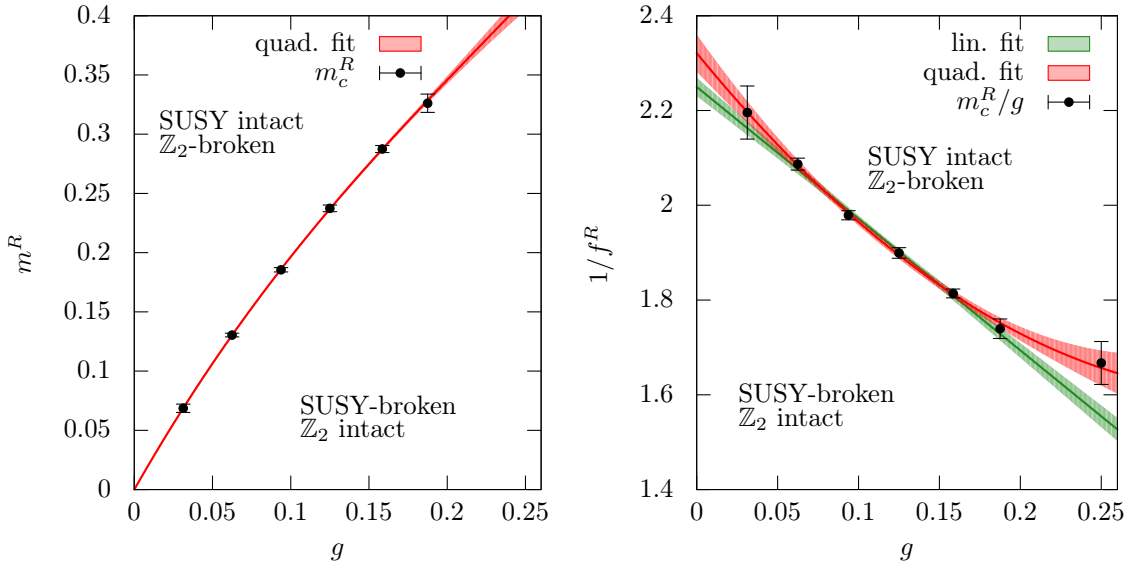 0.4
0.35
0.3
0.25
0.2
0.15
0.1
0.05
0
m^R
quad. fit
m_c^R
SUSY intact
ℤ₂-broken
SUSY-broken
ℤ₂ intact
0 0.05 0.1 0.15 0.2 0.25
g
2.4
2.2
2
1.8
1.6
1.4
1/f^R
lin. fit
quad. fit
m_c^R/g
SUSY intact
ℤ₂-broken
SUSY-broken
ℤ₂ intact
0 0.05 0.1 0.15 0.2 0.25
g